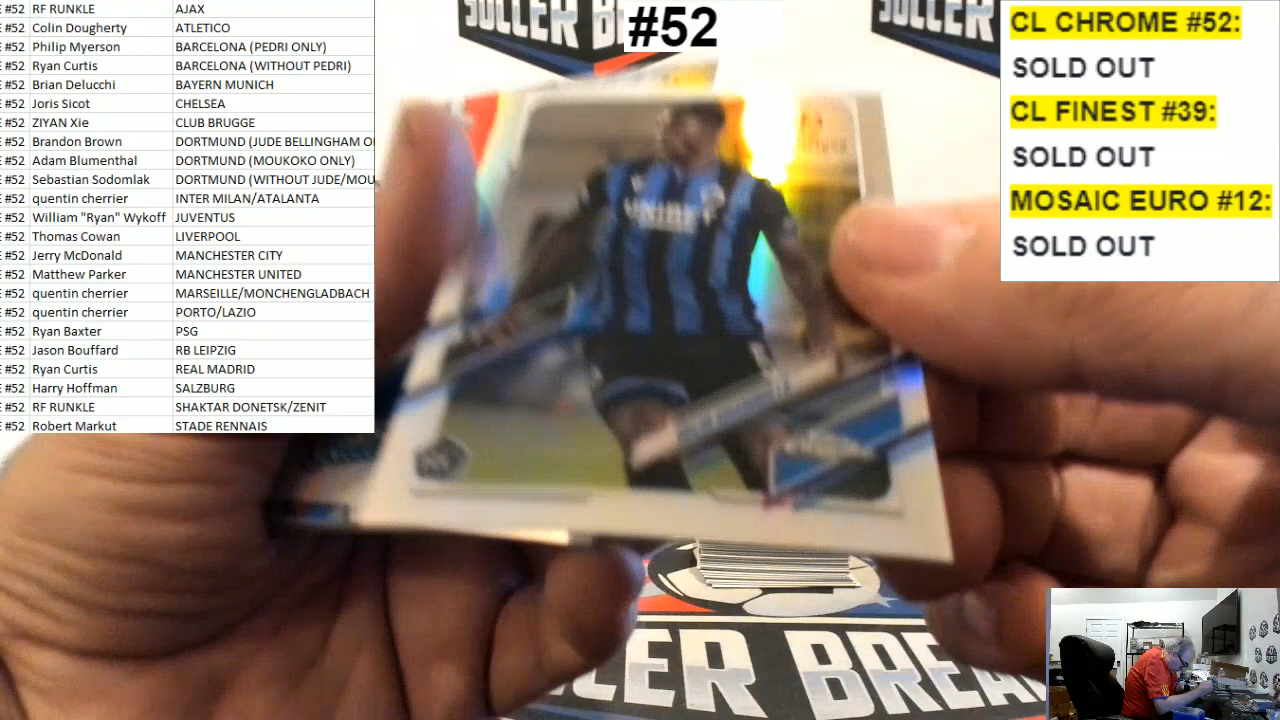 E #52 RF RUNKLE AJAX
E #52 Colin Dougherty ATLETICO
E #52 Philip Myerson BARCELONA (PEDRI ONLY)
E #52 Ryan Curtis BARCELONA (WITHOUT PEDRI)
E #52 Brian Delucchi BAYERN MUNICH
E #52 Joris Sicot CHELSEA
E #52 ZIYAN Xie CLUB BRUGGE
E #52 Brandon Brown DORTMUND (JUDE BELLINGHAM O
E #52 Adam Blumenthal DORTMUND (MOUKOKO ONLY)
E #52 Sebastian Sodomlak DORTMUND (WITHOUT JUDE/MOU
E #52 quentin cherrier INTER MILAN/ATALANTA
E #52 William "Ryan" Wykoff JUVENTUS
E #52 Thomas Cowan LIVERPOOL
E #52 Jerry McDonald MANCHESTER CITY
E #52 Matthew Parker MANCHESTER UNITED
E #52 quentin cherrier MARSEILLE/MONCHENGLADBACH
E #52 quentin cherrier PORTO/LAZIO
E #52 Ryan Baxter PSG
E #52 Jason Bouffard RB LEIPZIG
E #52 Ryan Curtis REAL MADRID
E #52 Harry Hoffman SALZBURG
E #52 RF RUNKLE SHAKTAR DONETSK/ZENIT
E #52 Robert Markut STADE RENNAIS
SOCCER B
#52
SOCCER
CL CHROME #52:
SOLD OUT
CL FINEST #39:
SOLD OUT
MOSAIC EURO #12:
SOLD OUT
UNIBET
SOCCER BREA